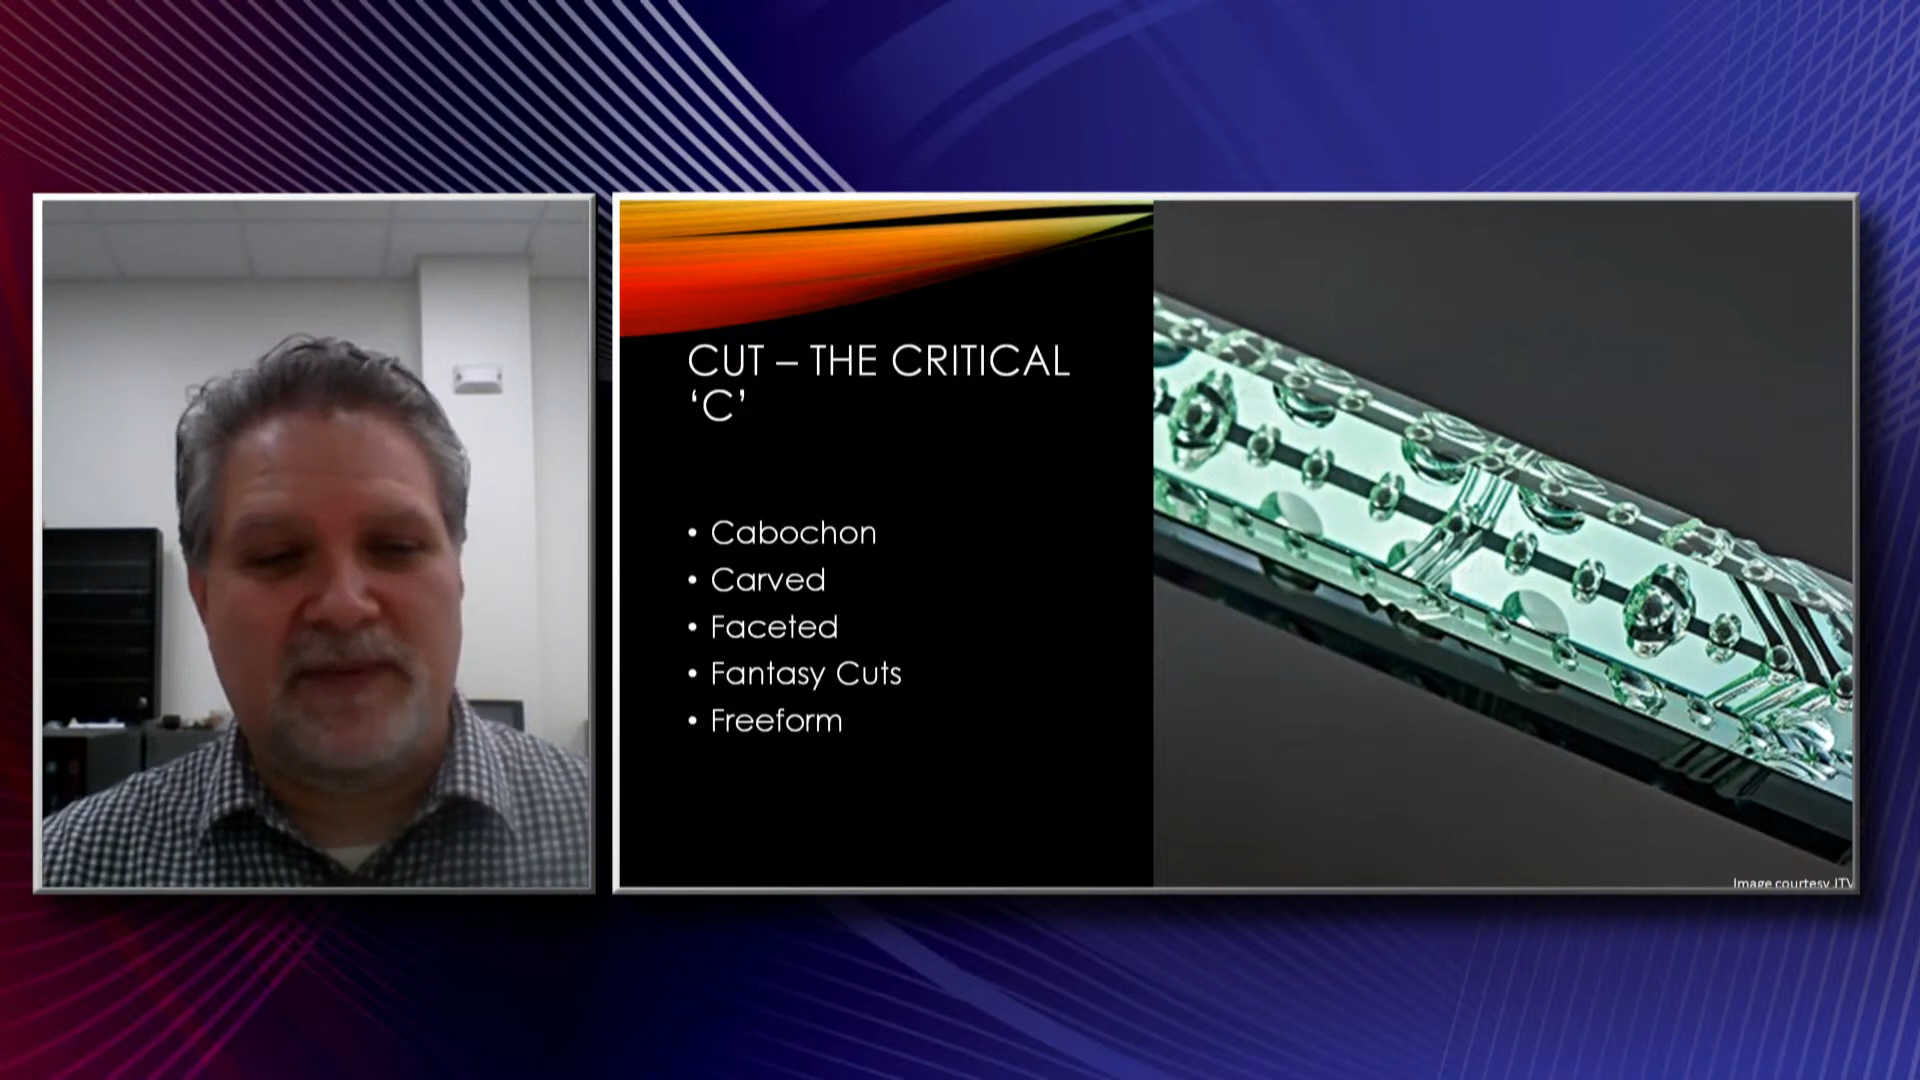 CUT – THE CRITICAL
‘C’
• Cabochon
• Carved
• Faceted
• Fantasy Cuts
• Freeform
Image courtesy JTV